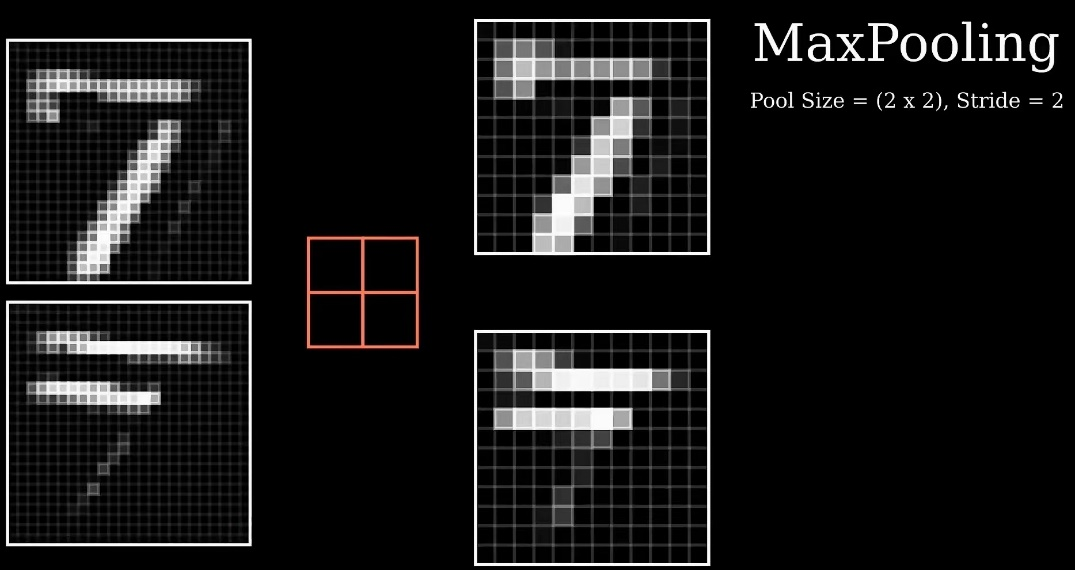 MaxPooling
Pool Size = (2 x 2), Stride = 2